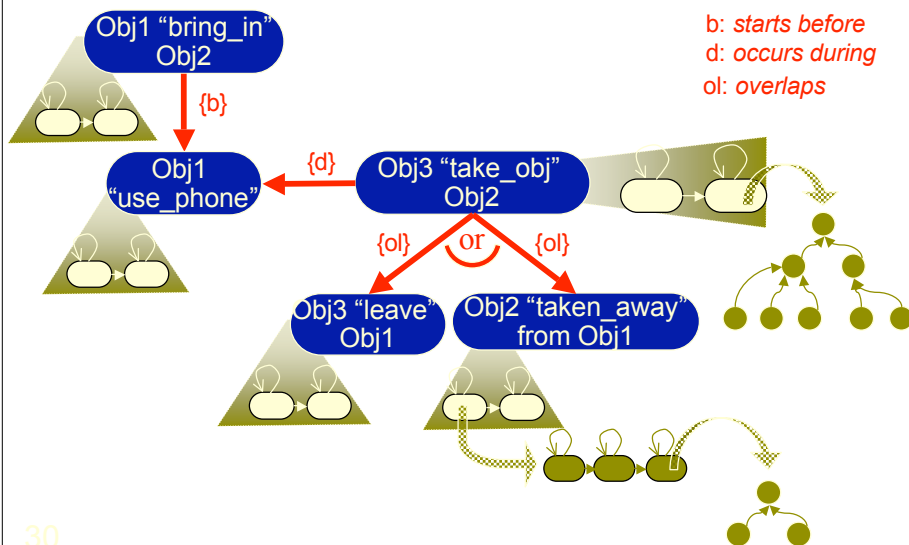 Obj1 “bring_in”
Obj2
b: starts before
d: occurs during
ol: overlaps
{b}
Obj1
“use_phone”
{d}
Obj3 “take_obj”
Obj2
{ol}
or
{ol}
Obj3 “leave”
Obj1
Obj2 “taken_away”
from Obj1
30